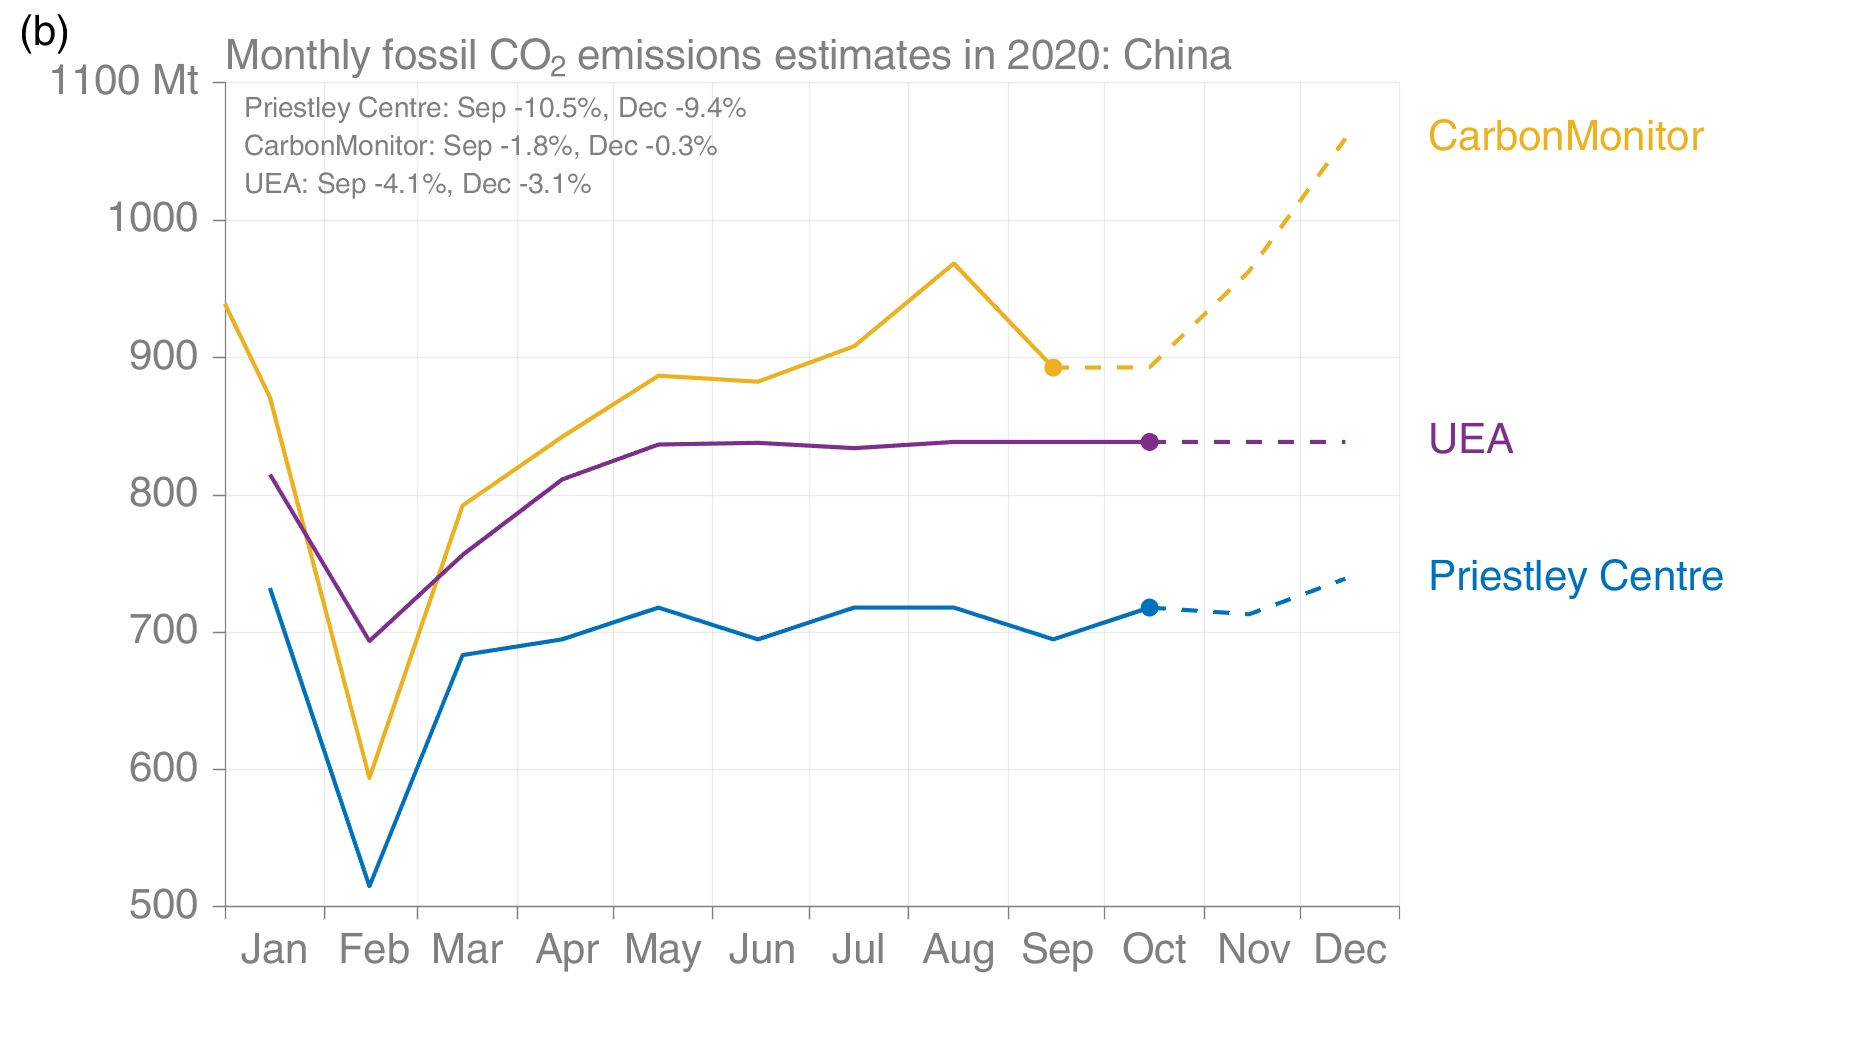 (b)
Monthly fossil CO₂ emissions estimates in 2020: China
1100 Mt
Priestley Centre: Sep -10.5%, Dec -9.4%
CarbonMonitor: Sep -1.8%, Dec -0.3%
UEA: Sep -4.1%, Dec -3.1%
CarbonMonitor
1000
900
800
UEA
700
Priestley Centre
600
500
Jan Feb Mar Apr May Jun Jul Aug Sep Oct Nov Dec